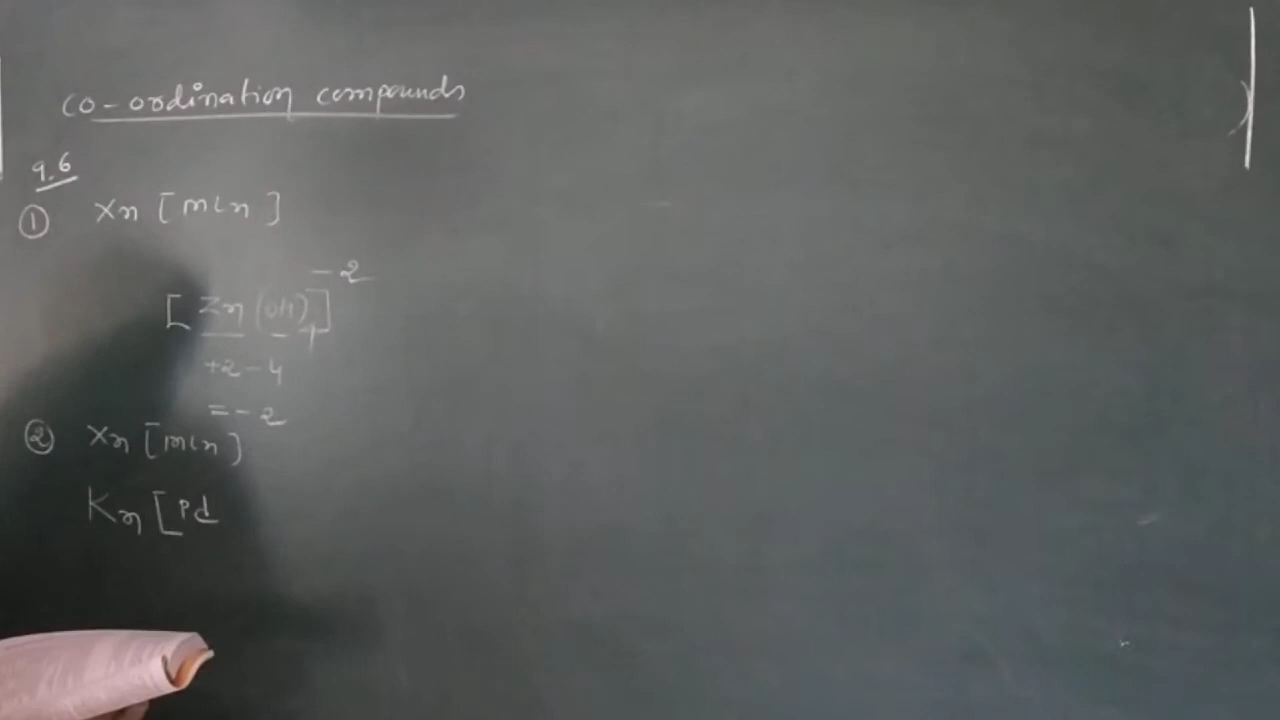 co-ordination compounds
9.6
① Xn [MLn]
[Zn(OH)4]-2
+2-4
=-2
② Xn [MLn]
Kn [Pd